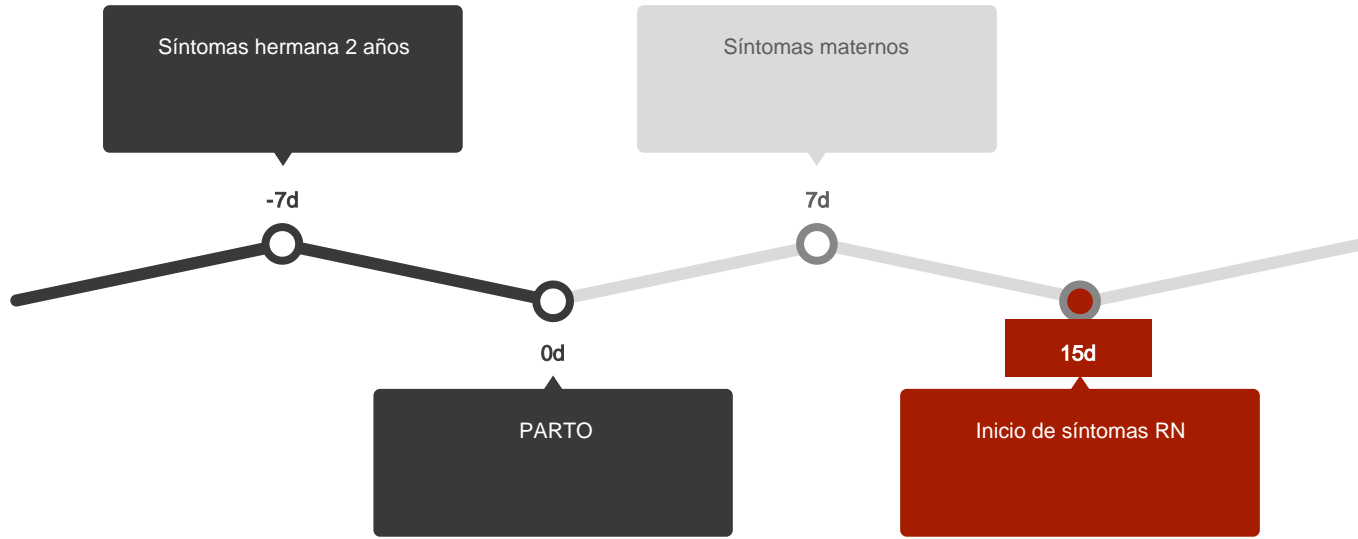 Síntomas hermana 2 años
Síntomas maternos
-7d
7d
0d
15d
PARTO
Inicio de síntomas RN